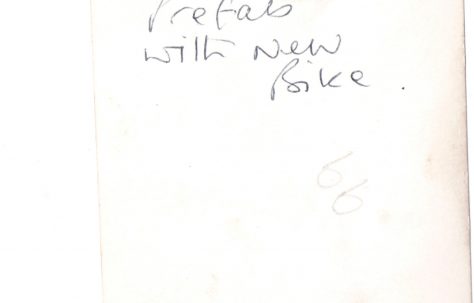 Prefab
with New
Bike.
66